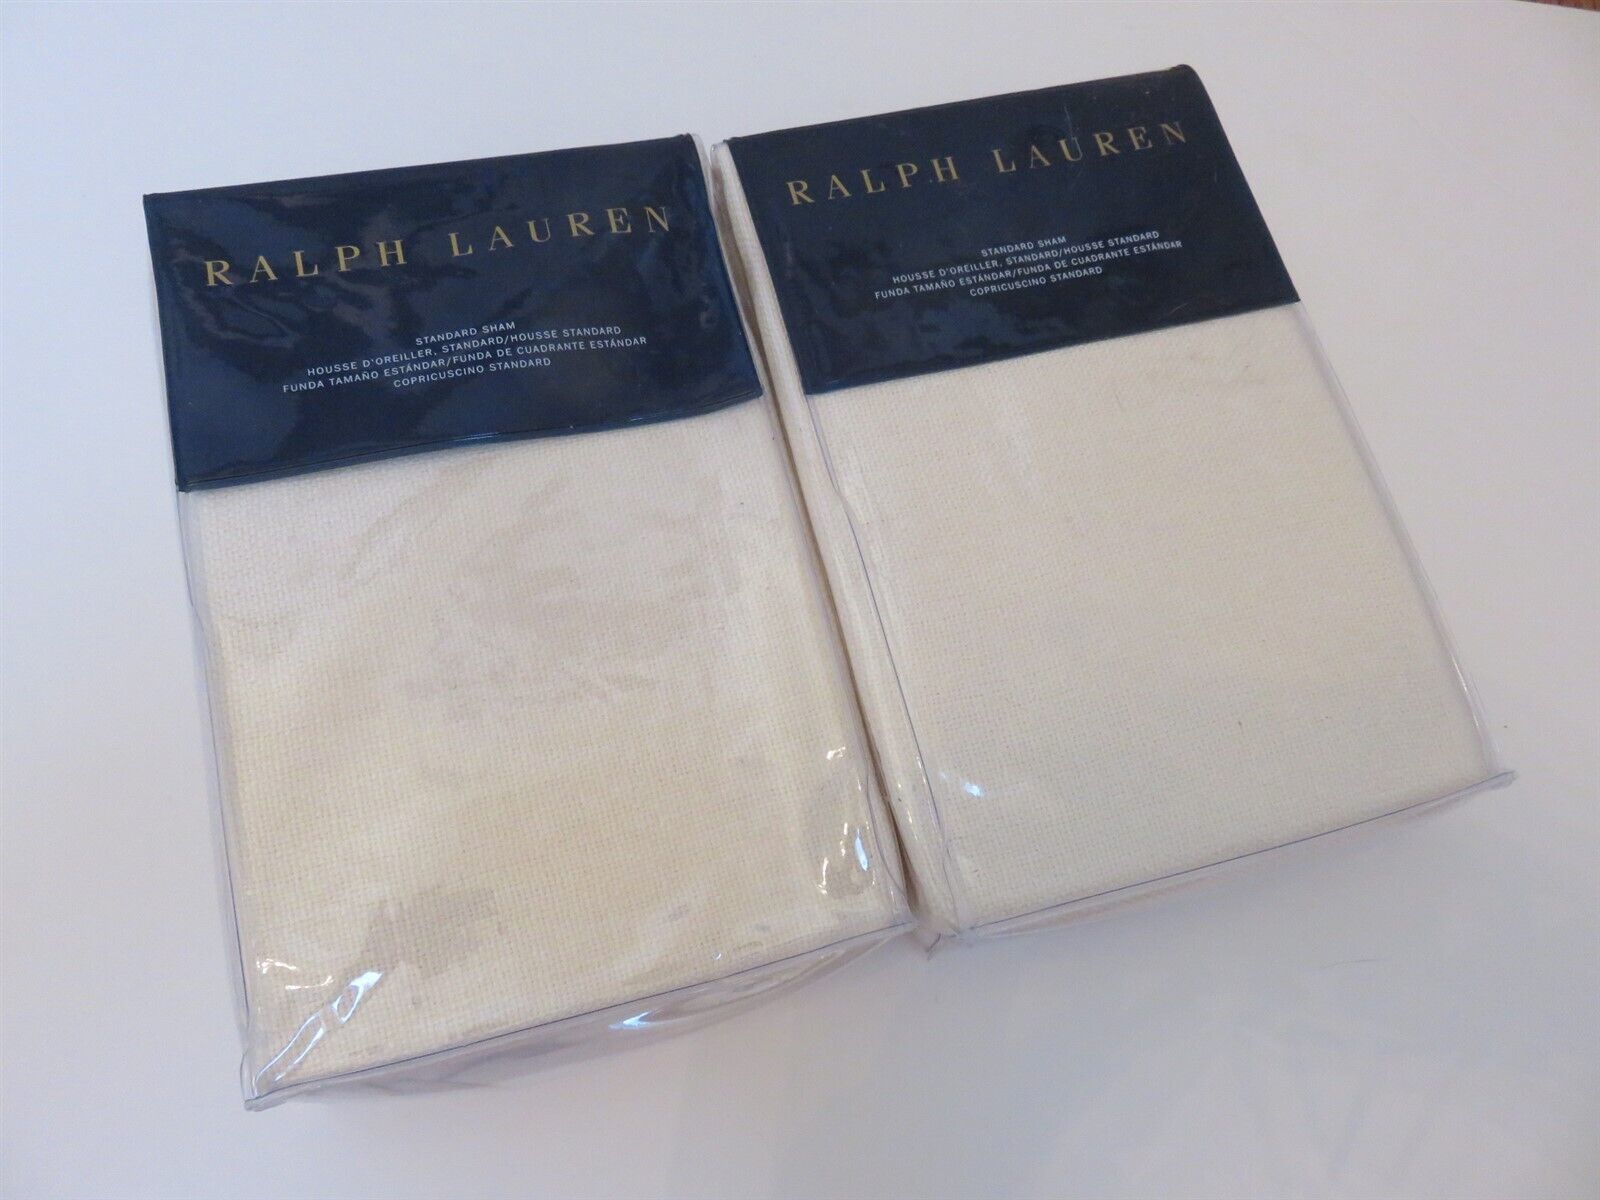 RALPH LAUREN
STANDARD SHAM
HOUSSE D'OREILLER, STANDARD/HOUSSE STANDARD
FUNDA TAMAÑO ESTÁNDAR/FUNDA DE CUADRANTE ESTÁNDAR
COPRICUSCINO STANDARD
RALPH LAUREN
STANDARD SHAM
HOUSSE D'OREILLER, STANDARD/HOUSSE STANDARD
FUNDA TAMAÑO ESTÁNDAR/FUNDA DE CUADRANTE ESTÁNDAR
COPRICUSCINO STANDARD